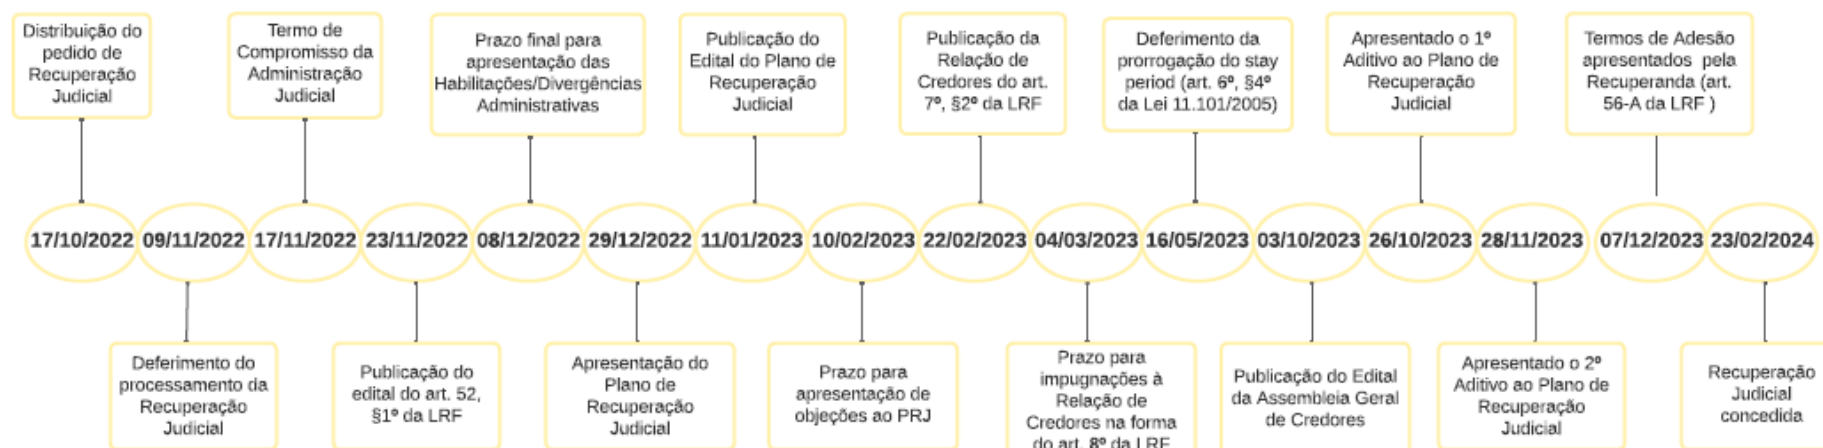 Distribuição do
pedido de
Recuperação
Judicial
Termo de
Compromisso da
Administração
Judicial
Prazo final para
apresentação das
Habilitações/Divergências
Administrativas
Publicação do
Edital do Plano de
Recuperação
Judicial
Publicação da
Relação de
Credores do art.
7º, §2º da LRF
Deferimento da
prorrogação do stay
period (art. 6º, §4º
da Lei 11.101/2005)
Apresentado o 1º
Aditivo ao Plano de
Recuperação
Judicial
Termos de Adesão
apresentados pela
Recuperanda (art.
56-A da LRF )
17/10/2022 09/11/2022 17/11/2022 23/11/2022 08/12/2022 29/12/2022 11/01/2023 10/02/2023 22/02/2023 04/03/2023 16/05/2023 03/10/2023 26/10/2023 28/11/2023 07/12/2023 23/02/2024
Deferimento do
processamento da
Recuperação
Judicial
Publicação do
edital do art. 52,
§1º da LRF
Apresentação do
Plano de
Recuperação
Judicial
Prazo para
apresentação de
objeções ao PRJ
Prazo para
impugnações à
Relação de
Credores na forma
do art. 8º da LRF
Publicação do Edital
da Assembleia Geral
de Credores
Apresentado o 2º
Aditivo ao Plano de
Recuperação
Judicial
Recuperação
Judicial
concedida